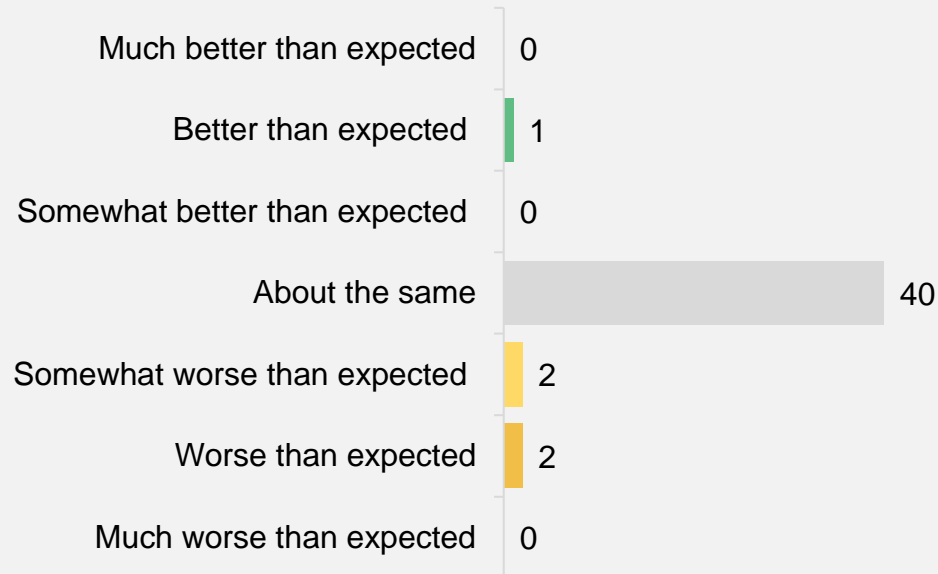 Much better than expected 0
Better than expected 1
Somewhat better than expected 0
About the same 40
Somewhat worse than expected 2
Worse than expected 2
Much worse than expected 0